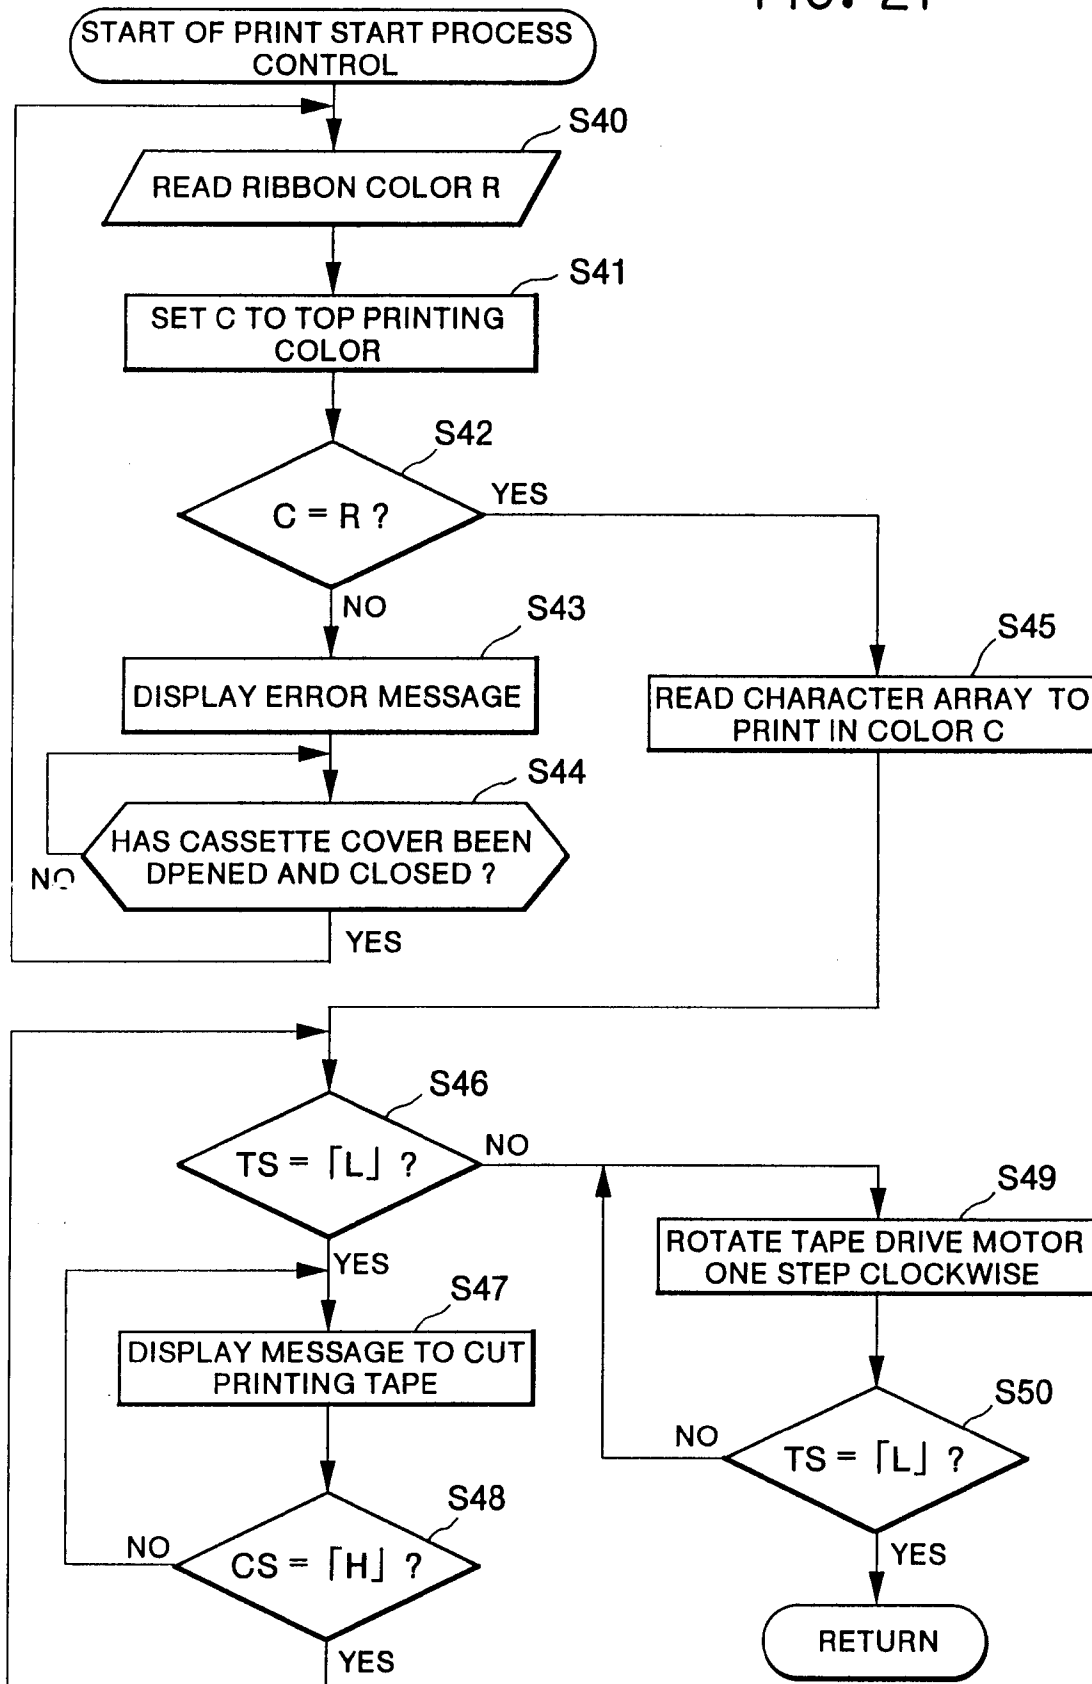 FIG. 21
START OF PRINT START PROCESS
CONTROL
S40
READ RIBBON COLOR R
S41
SET C TO TOP PRINTING
COLOR
S42
C = R ?
YES
NO
S43
DISPLAY ERROR MESSAGE
S45
READ CHARACTER ARRAY TO
PRINT IN COLOR C
S44
HAS CASSETTE COVER BEEN
DPENED AND CLOSED ?
NO
YES
S46
TS = ⌈L⌋ ?
NO
YES
S49
ROTATE TAPE DRIVE MOTOR
ONE STEP CLOCKWISE
S47
DISPLAY MESSAGE TO CUT
PRINTING TAPE
S50
TS = ⌈L⌋ ?
NO
YES
S48
CS = ⌈H⌋ ?
NO
YES
RETURN